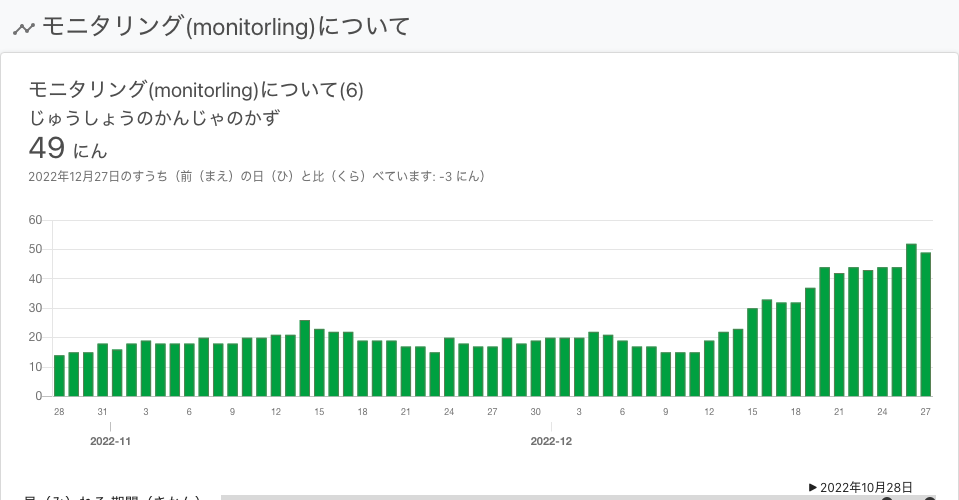 モニタリング(monitorling)について
モニタリング(monitorling)について(6)
じゅうしょうのかんじゃのかず
49 にん
2022年12月27日のすうち（前（まえ）の日（ひ）と比（くら）べています: -3 にん）
60
50
40
30
20
10
0
28 31 3 6 9 12 15 18 21 24 27 30 3 6 9 12 15 18 21 24 27
2022-11 2022-12
▶ 2022年10月28日